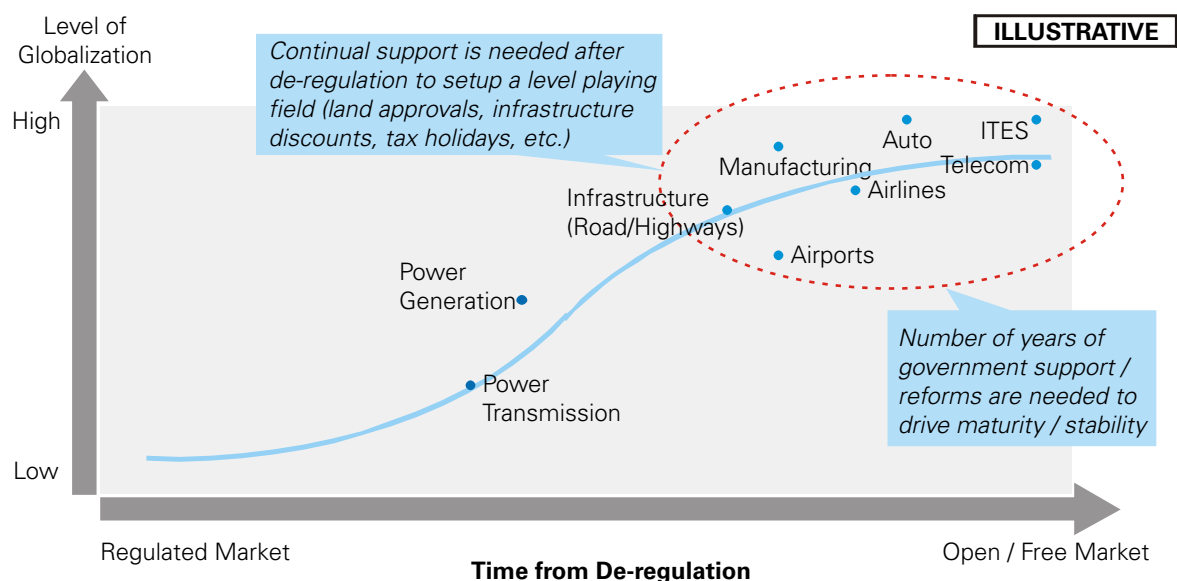 Level of
Globalization
ILLUSTRATIVE
Continual support is needed after
de-regulation to setup a level playing
field (land approvals, infrastructure
discounts, tax holidays, etc.)
High
Auto
ITES
Manufacturing
Telecom
Airlines
Infrastructure
(Road/Highways)
Airports
Power
Generation
Number of years of
government support /
reforms are needed to
drive maturity / stability
Power
Transmission
Low
Regulated Market
Open / Free Market
Time from De-regulation